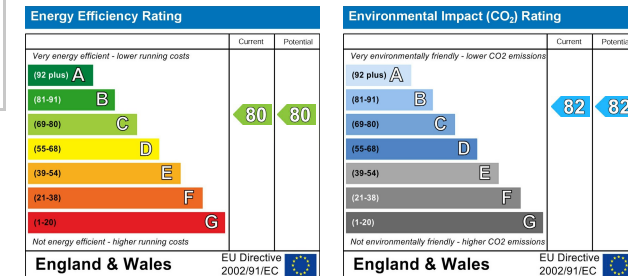 Energy Efficiency Rating
Current Potential
Very energy efficient - lower running costs
(92 plus) A
(81-91) B
(69-80) C
(55-68) D
(39-54) E
(21-38) F
(1-20) G
80 80
Not energy efficient - higher running costs
England & Wales
EU Directive
2002/91/EC
Environmental Impact (CO₂) Rating
Current Potential
Very environmentally friendly - lower CO2 emissions
(92 plus) A
(81-91) B
(69-80) C
(55-68) D
(39-54) E
(21-38) F
(1-20) G
82 82
Not environmentally friendly - higher CO2 emissions
England & Wales
EU Directive
2002/91/EC